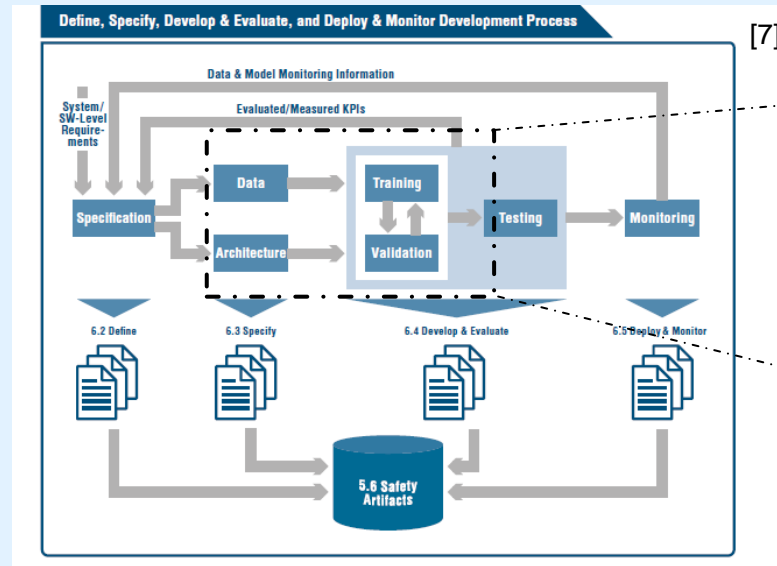 Define, Specify, Develop & Evaluate, and Deploy & Monitor Development Process
[7]
Data & Model Monitoring Information
System/
SW-Level
Require-
ments
Evaluated/Measured KPIs
Data
Training
Specification
Testing
Monitoring
Architecture
Validation
6.2 Define
6.3 Specify
6.4 Develop & Evaluate
6.5 Deploy & Monitor
5.6 Safety
Artifacts